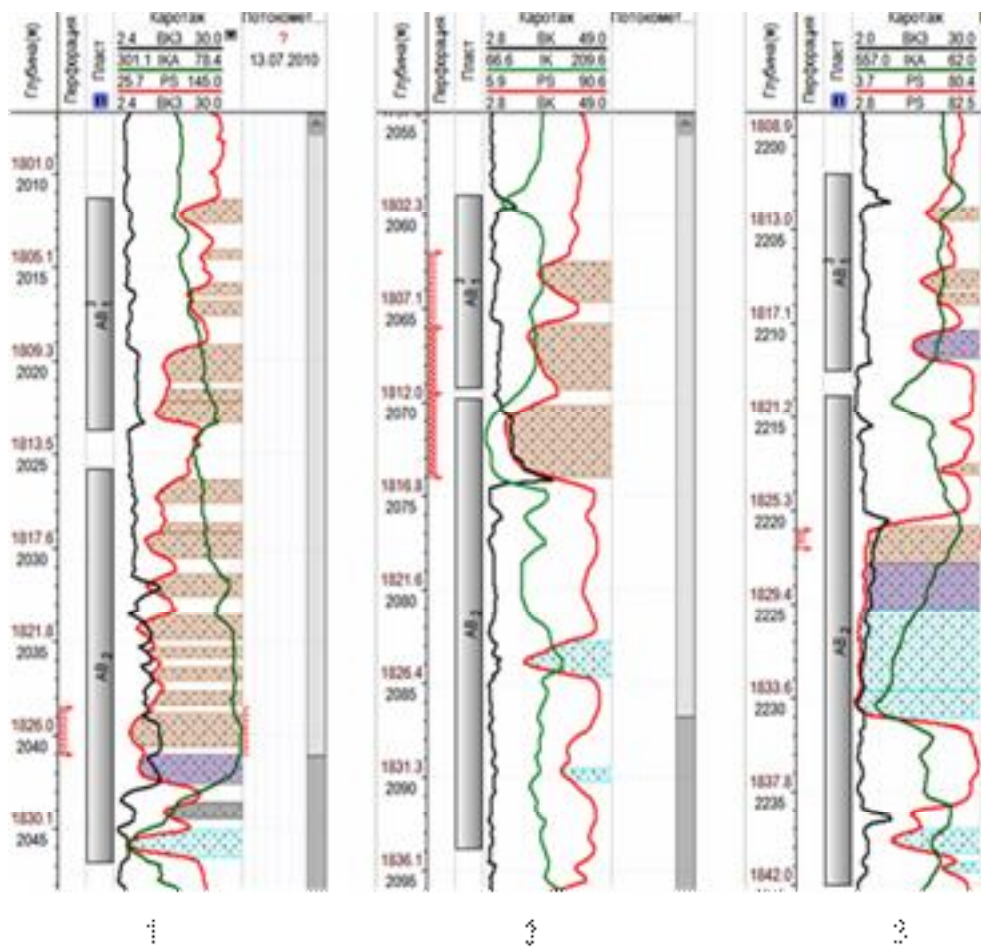 Глубина(м) Перфорация Пласт Каротаж Потокомет...
2.4 ВКЗ 30.0 ?
301.1 IKA 78.4 13.07.2010
25.7 PS 145.0
2.4 ВКЗ 30.0
1801.0
2010
1805.1
2015
АВ₁³
1809.3
2020
1813.5
2025
1817.6
2030
1821.8
2035
АВ₂
1826.0
2040
1830.1
2045
1
Глубина(м) Перфорация Пласт Каротаж Потокомет...
2.8 BK 49.0
66.6 IK 209.6
5.9 PS 90.6
2.8 BK 49.0
2055
1802.3
2060
1807.1
2065
1812.0
2070
1816.8
2075
1821.6
2080
АВ₂
1826.4
2085
1831.3
2090
1836.1
2095
2
Глубина(м) Перфорация Пласт Каротаж
2.0 ВКЗ 30.0
557.0 IKA 62.0
3.7 PS 80.4
2.8 PS 82.5
1808.9
2200
1813.0
2205
1817.1
2210
1821.2
2215
1825.3
2220
1829.4
2225
АВ₂
1833.6
2230
1837.8
2235
1842.0
3